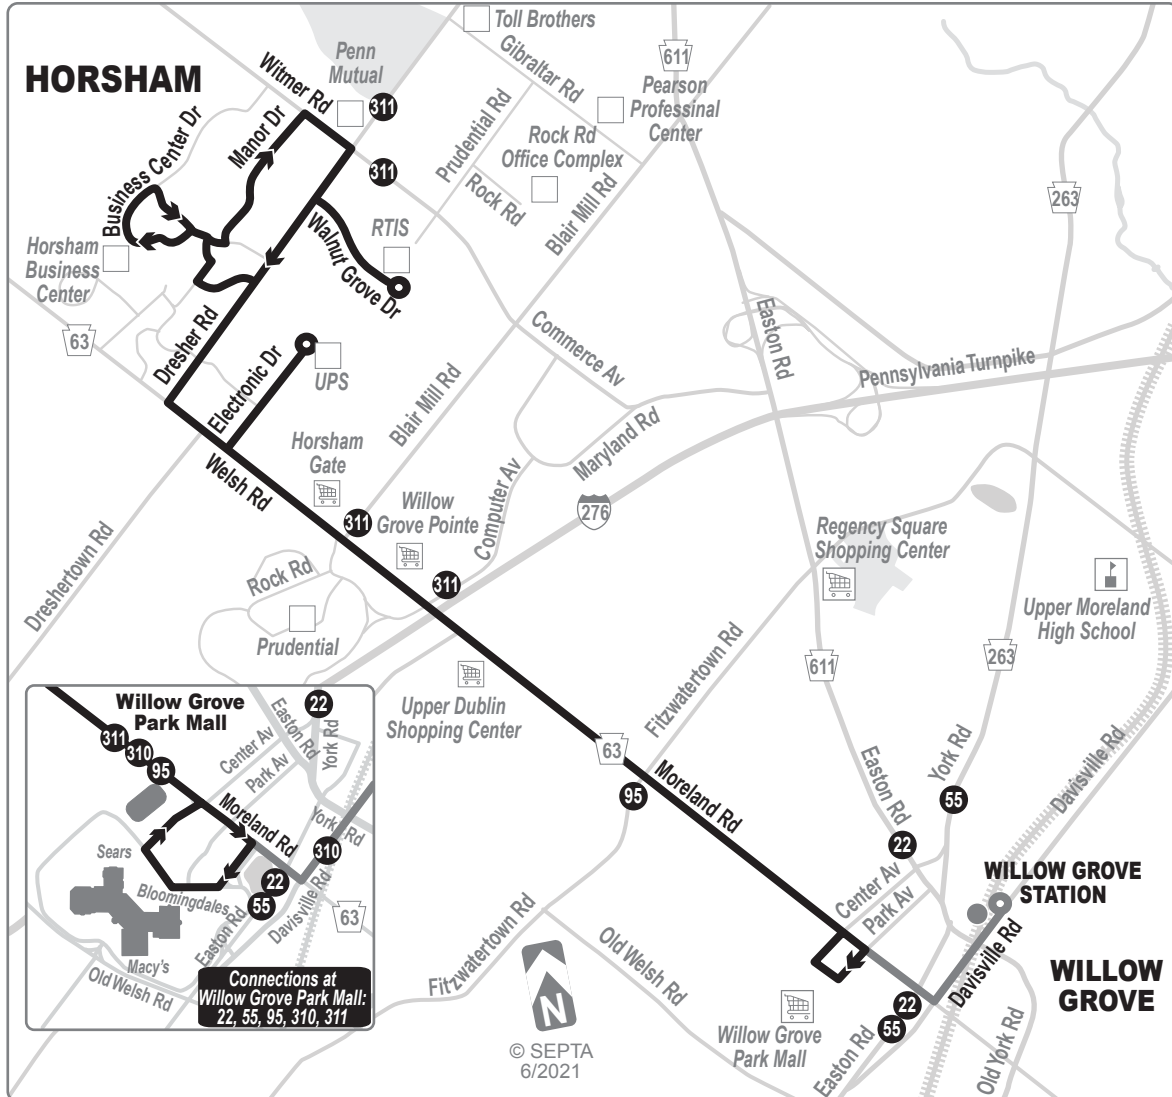 Toll Brothers
Gibraltar Rd
611
Penn
Mutual
HORSHAM
Witmer Rd
311
Pearson
Professinal
Center
Prudential Rd
Rock Rd
Office Complex
Business Center Dr
Manor Dr
311
Rock Rd
263
Blair Mill Rd
RTIS
Walnut Grove Dr
Horsham
Business
Center
63
Dresher Rd
Electronic Dr
UPS
Commerce Av
Easton Rd
Pennsylvania Turnpike
Blair Mill Rd
Maryland Rd
Horsham
Gate
Welsh Rd
Computer Av
311
Willow
Grove Pointe
276
Regency Square
Shopping Center
Dreshertown Rd
Rock Rd
311
Upper Moreland
High School
Prudential
Fitzwatertown Rd
611
263
Upper Dublin
Shopping Center
63
Moreland Rd
95
Easton Rd
York Rd
55
Davisville Rd
22
Center Av
Park Av
WILLOW GROVE
STATION
Davisville Rd
WILLOW
GROVE
Fitzwatertown Rd
Old Welsh Rd
N
Willow Grove
Park Mall
22
55
Easton Rd
Old York Rd
© SEPTA
6/2021
Willow Grove
Park Mall
22
311
310
95
Center Av
Easton Rd
York Rd
Park Av
Moreland Rd
York Rd
310
Sears
Bloomingdales
22
55
Easton Rd
Davisville Rd
63
Macy's
Old Welsh Rd
Connections at
Willow Grove Park Mall:
22, 55, 95, 310, 311